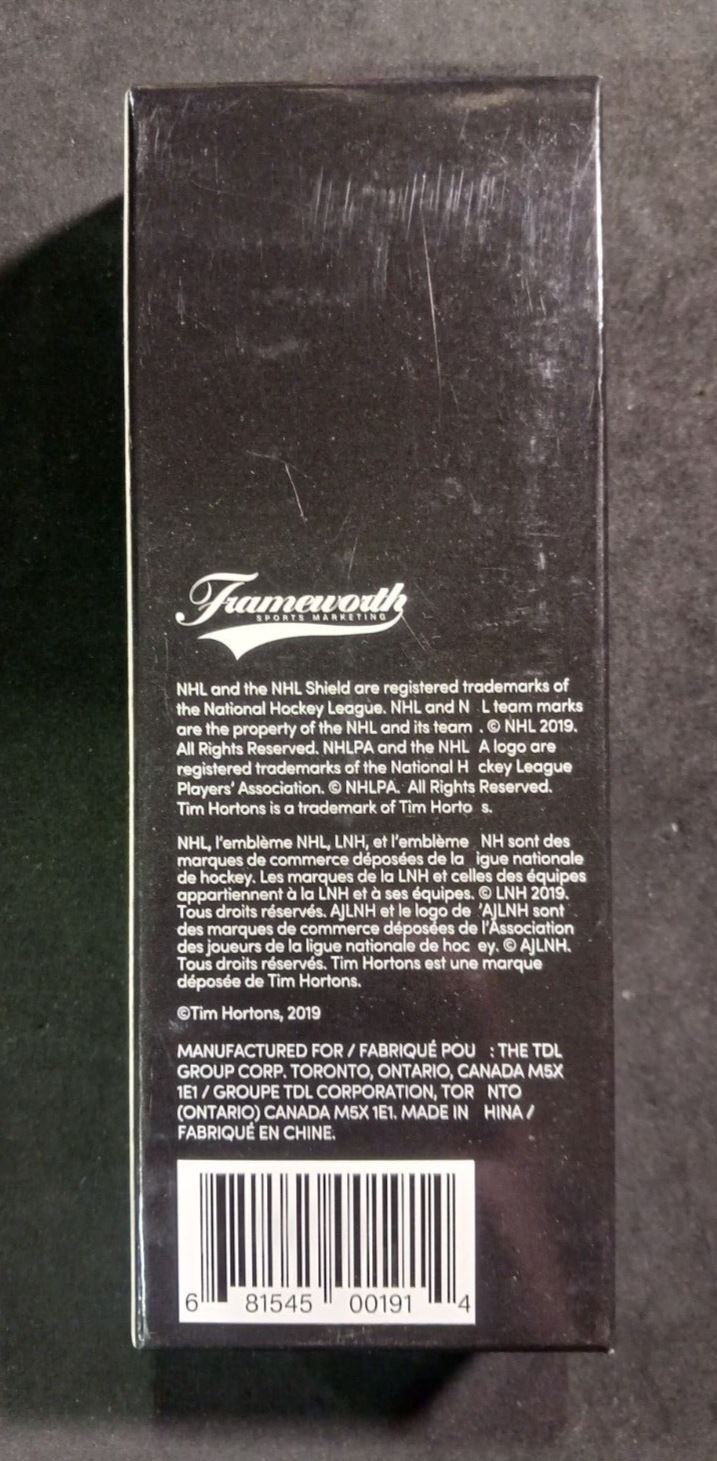 Frameworth
SPORTS MARKETING
NHL and the NHL Shield are registered trademarks of
the National Hockey League. NHL and N L team marks
are the property of the NHL and its team . © NHL 2019.
All Rights Reserved. NHLPA and the NHL A logo are
registered trademarks of the National H ckey League
Players' Association. © NHLPA. All Rights Reserved.
Tim Hortons is a trademark of Tim Horto s.
NHL, l'emblème NHL, LNH, et l'emblème NH sont des
marques de commerce déposées de la igue nationale
de hockey. Les marques de la LNH et celles des équipes
appartiennent à la LNH et à ses équipes. © LNH 2019.
Tous droits réservés. AJLNH et le logo de 'AJLNH sont
des marques de commerce déposées de l'Association
des joueurs de la ligue nationale de hoc ey. © AJLNH.
Tous droits réservés. Tim Hortons est une marque
déposée de Tim Hortons.
©Tim Hortons, 2019
MANUFACTURED FOR / FABRIQUÉ POU : THE TDL
GROUP CORP. TORONTO, ONTARIO, CANADA M5X
1E1 / GROUPE TDL CORPORATION, TOR NTO
(ONTARIO) CANADA M5X 1E1. MADE IN HINA /
FABRIQUÉ EN CHINE.
6 81545 00191 4